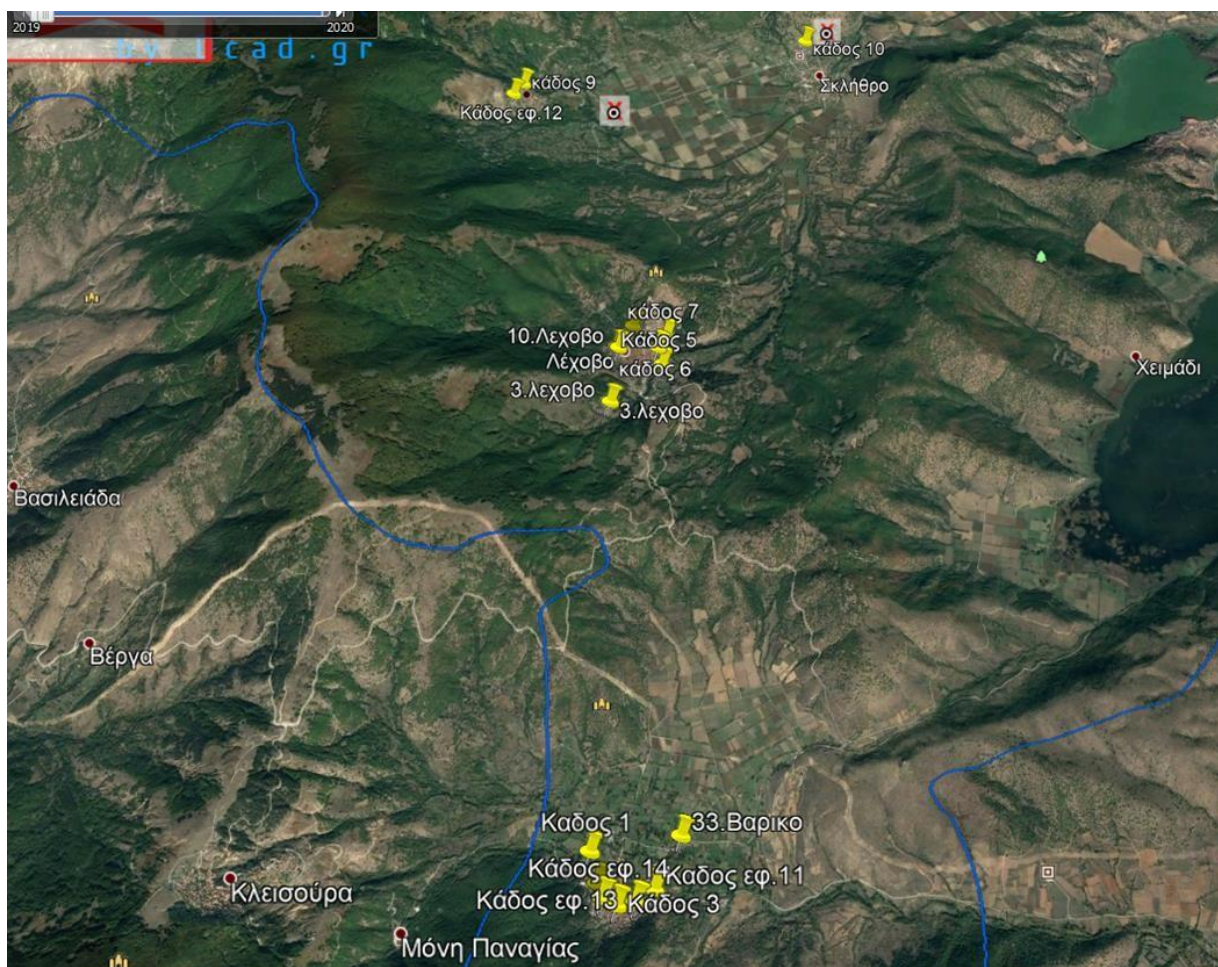 2019
2020
by lcad.gr
κάδος 10
Σκλήθρο
κάδος 9
Κάδος εφ.12
κάδος 7
10.Λεχοβο
Κάδος 5
Λέχοβο
κάδος 6
3.λεχοβο
3.λεχοβο
Χειμάδι
Βασιλειάδα
Βέργα
Καδος 1
33.Βαρικο
Κάδος εφ.14
Καδος εφ.11
Κάδος εφ.13
Κάδος 3
Κλεισούρα
Μόνη Παναγίας